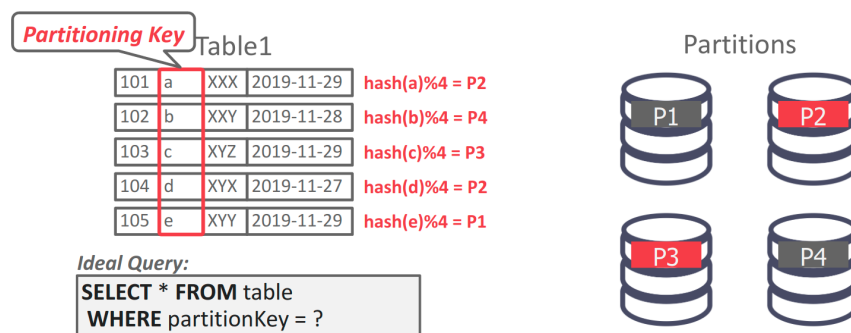 Partitioning Key
Table1
101 a XXX 2019-11-29 hash(a)%4 = P2
102 b XXY 2019-11-28 hash(b)%4 = P4
103 c XYZ 2019-11-29 hash(c)%4 = P3
104 d XYX 2019-11-27 hash(d)%4 = P2
105 e XYY 2019-11-29 hash(e)%4 = P1
Ideal Query:
SELECT * FROM table
WHERE partitionKey = ?
Partitions
P1 P2
P3 P4